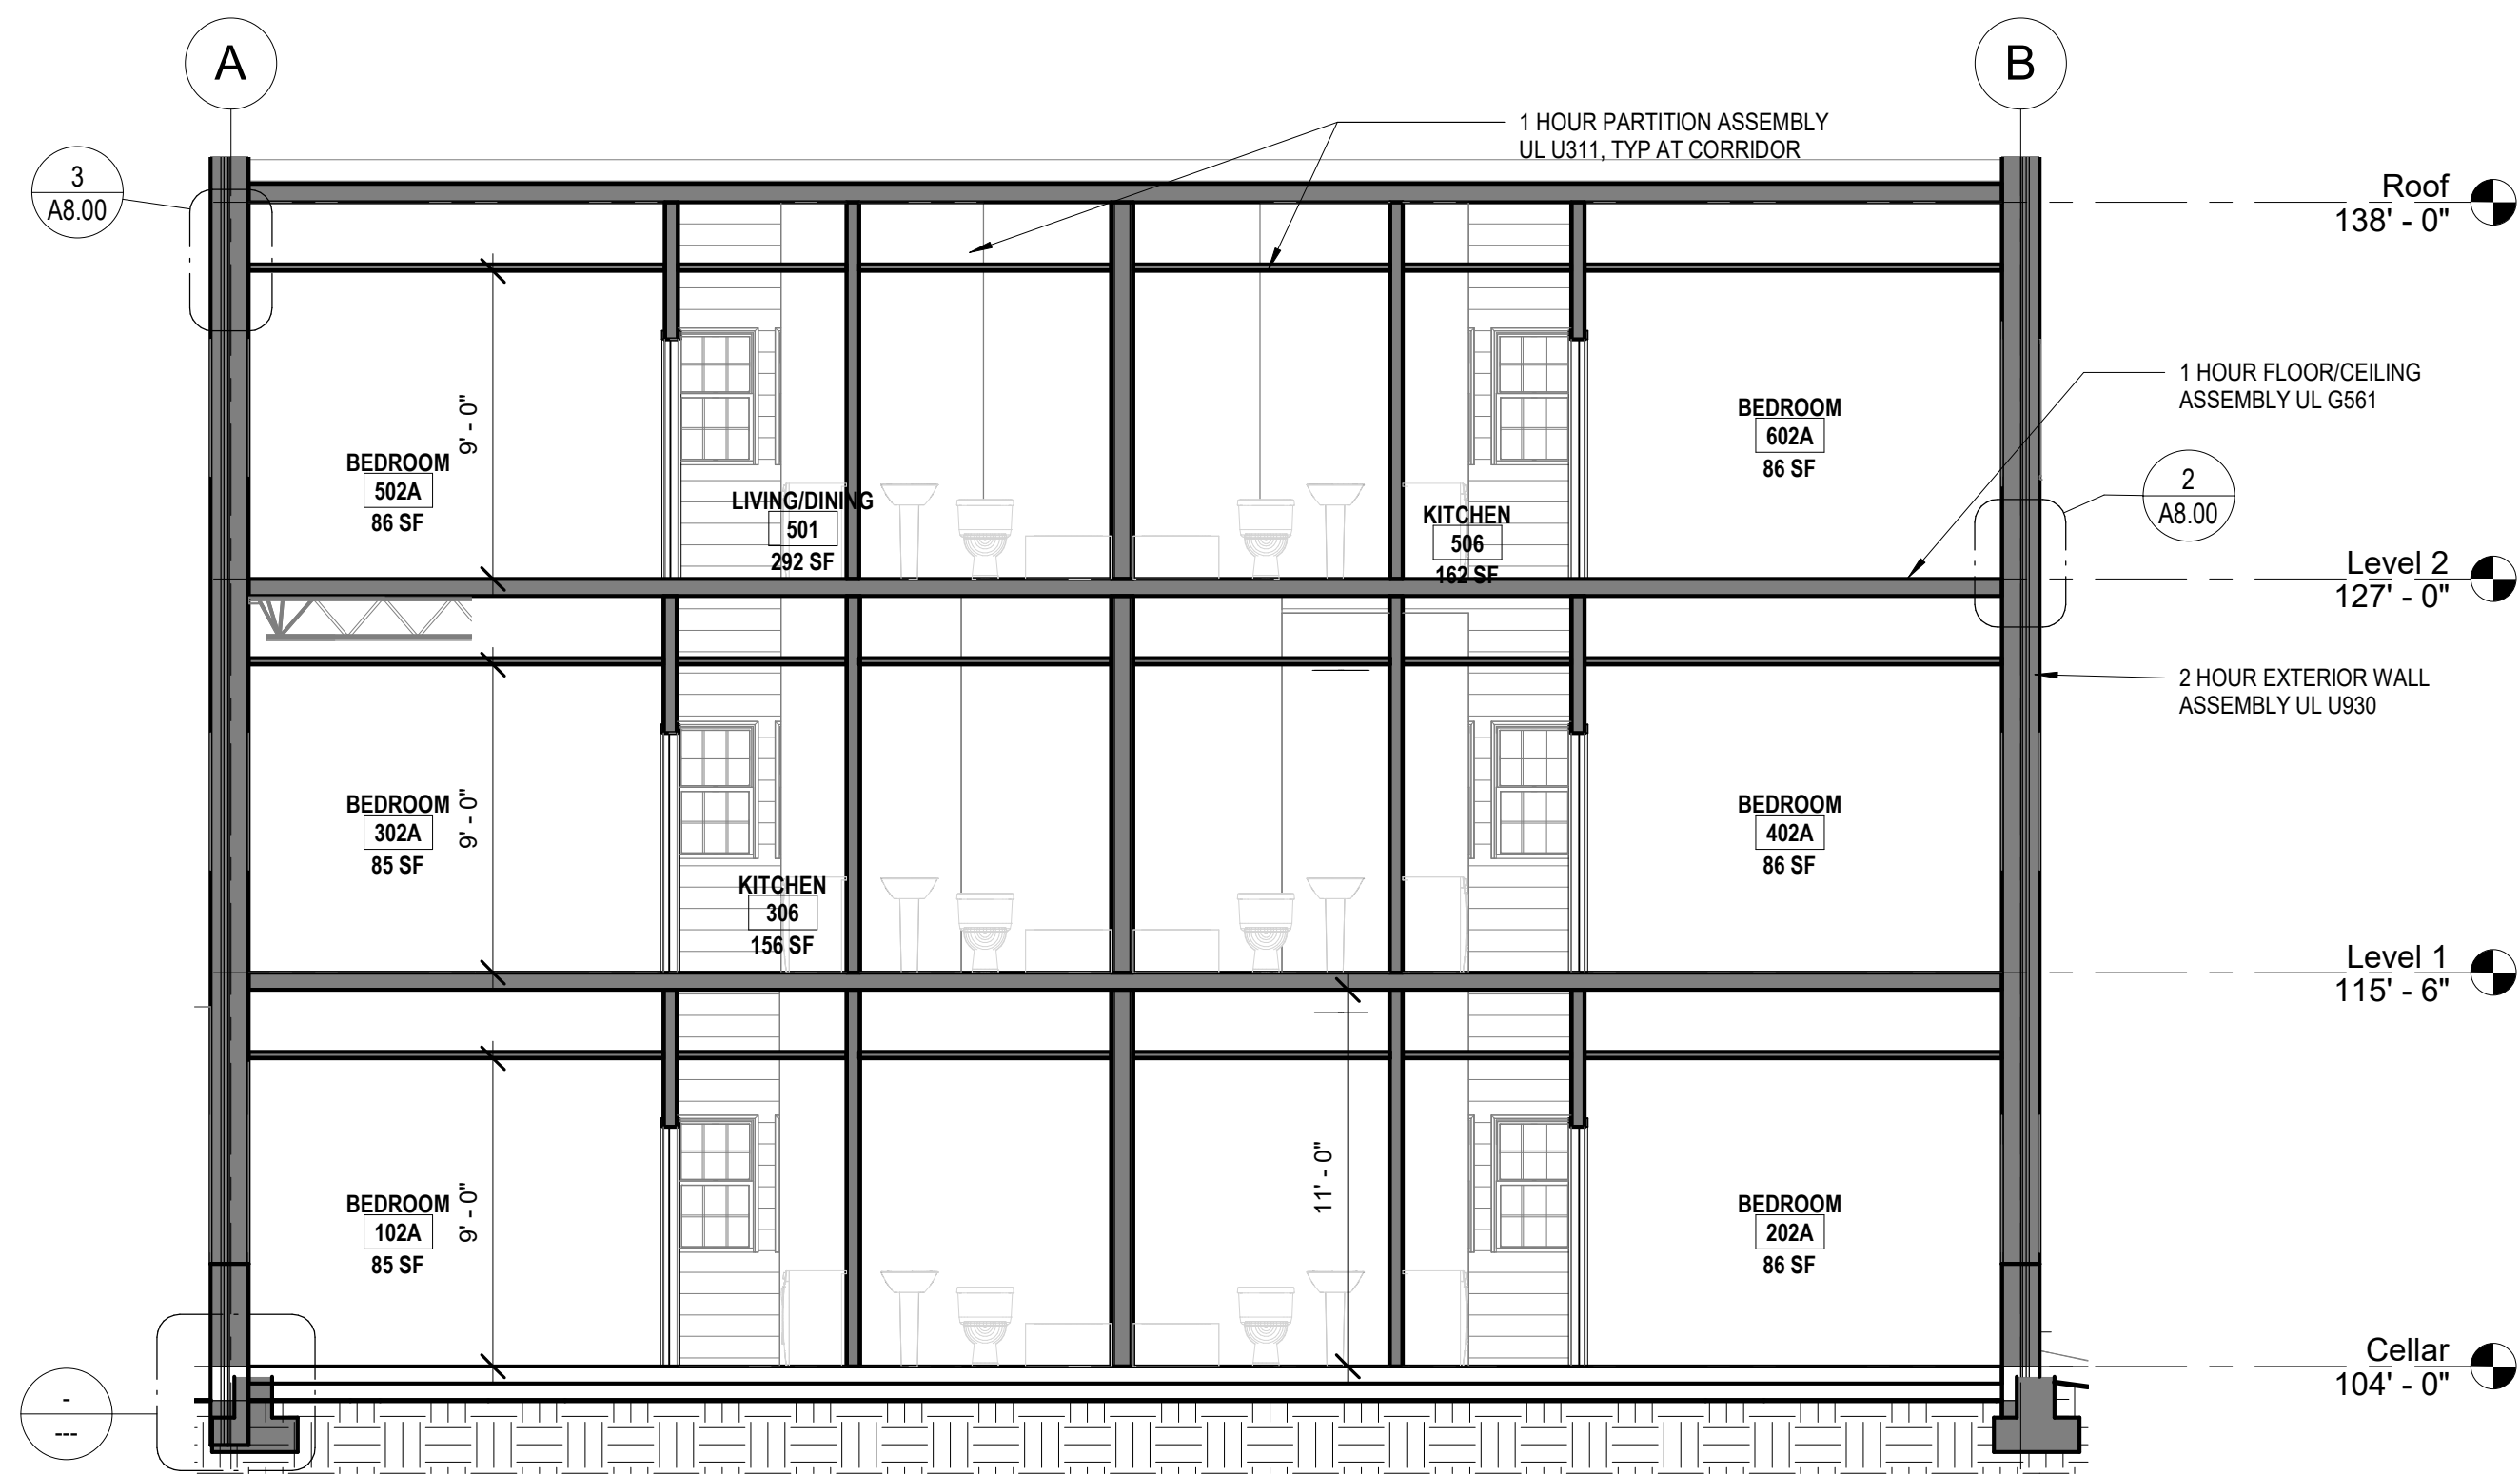 A
B
1 HOUR PARTITION ASSEMBLY
UL U311, TYP AT CORRIDOR
3
A8.00
Roof
138' - 0"
9' - 0"
BEDROOM
502A
86 SF
LIVING/DINING
501
292 SF
KITCHEN
506
162 SF
BEDROOM
602A
86 SF
1 HOUR FLOOR/CEILING
ASSEMBLY UL G561
2
A8.00
Level 2
127' - 0"
2 HOUR EXTERIOR WALL
ASSEMBLY UL U930
BEDROOM
302A
85 SF
9' - 0"
KITCHEN
306
156 SF
BEDROOM
402A
86 SF
Level 1
115' - 6"
BEDROOM
102A
85 SF
9' - 0"
11' - 0"
BEDROOM
202A
86 SF
Cellar
104' - 0"
-
---